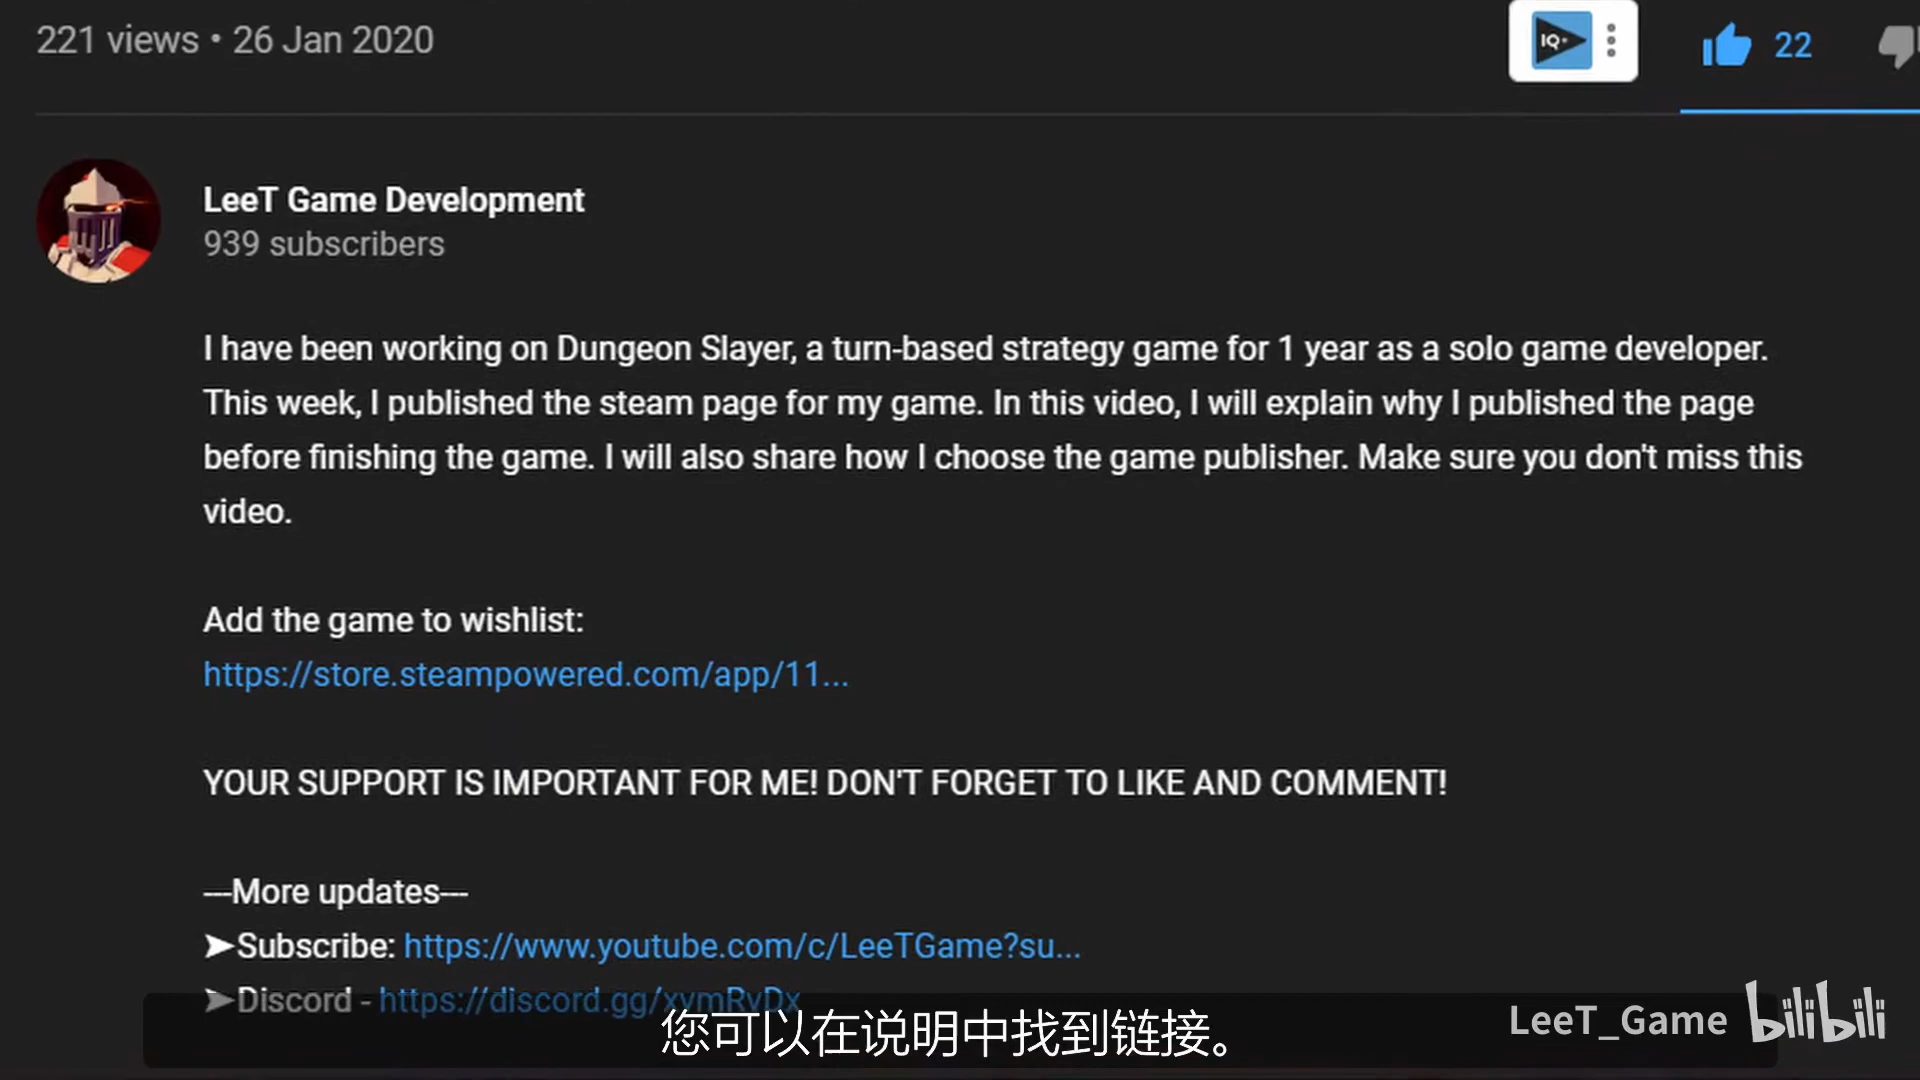 221 views • 26 Jan 2020
IQ
22
LeeT Game Development
939 subscribers
I have been working on Dungeon Slayer, a turn-based strategy game for 1 year as a solo game developer.
This week, I published the steam page for my game. In this video, I will explain why I published the page
before finishing the game. I will also share how I choose the game publisher. Make sure you don't miss this
video.
Add the game to wishlist:
https://store.steampowered.com/app/11...
YOUR SUPPORT IS IMPORTANT FOR ME! DON'T FORGET TO LIKE AND COMMENT!
—More updates—
➤Subscribe: https://www.youtube.com/c/LeeTGame?su...
➤Discord - https://discord.gg/xymRvDx
您可以在说明中找到链接。
LeeT_Game bilibili